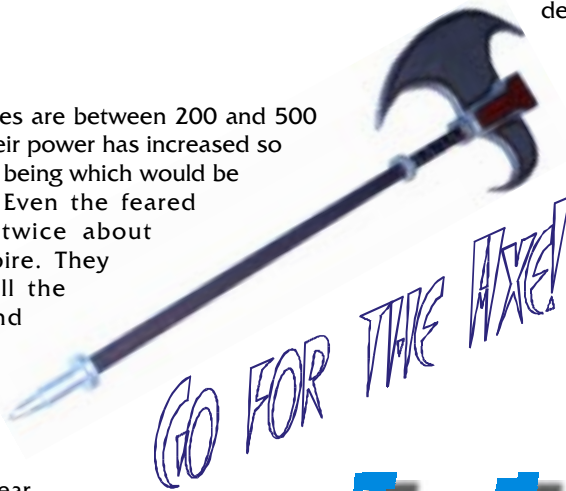 de
es are between 200 and 500
eir power has increased so
being which would be
Even the feared
twice about
ire. They
ll the
nd
GO FOR THE AXE!
ear